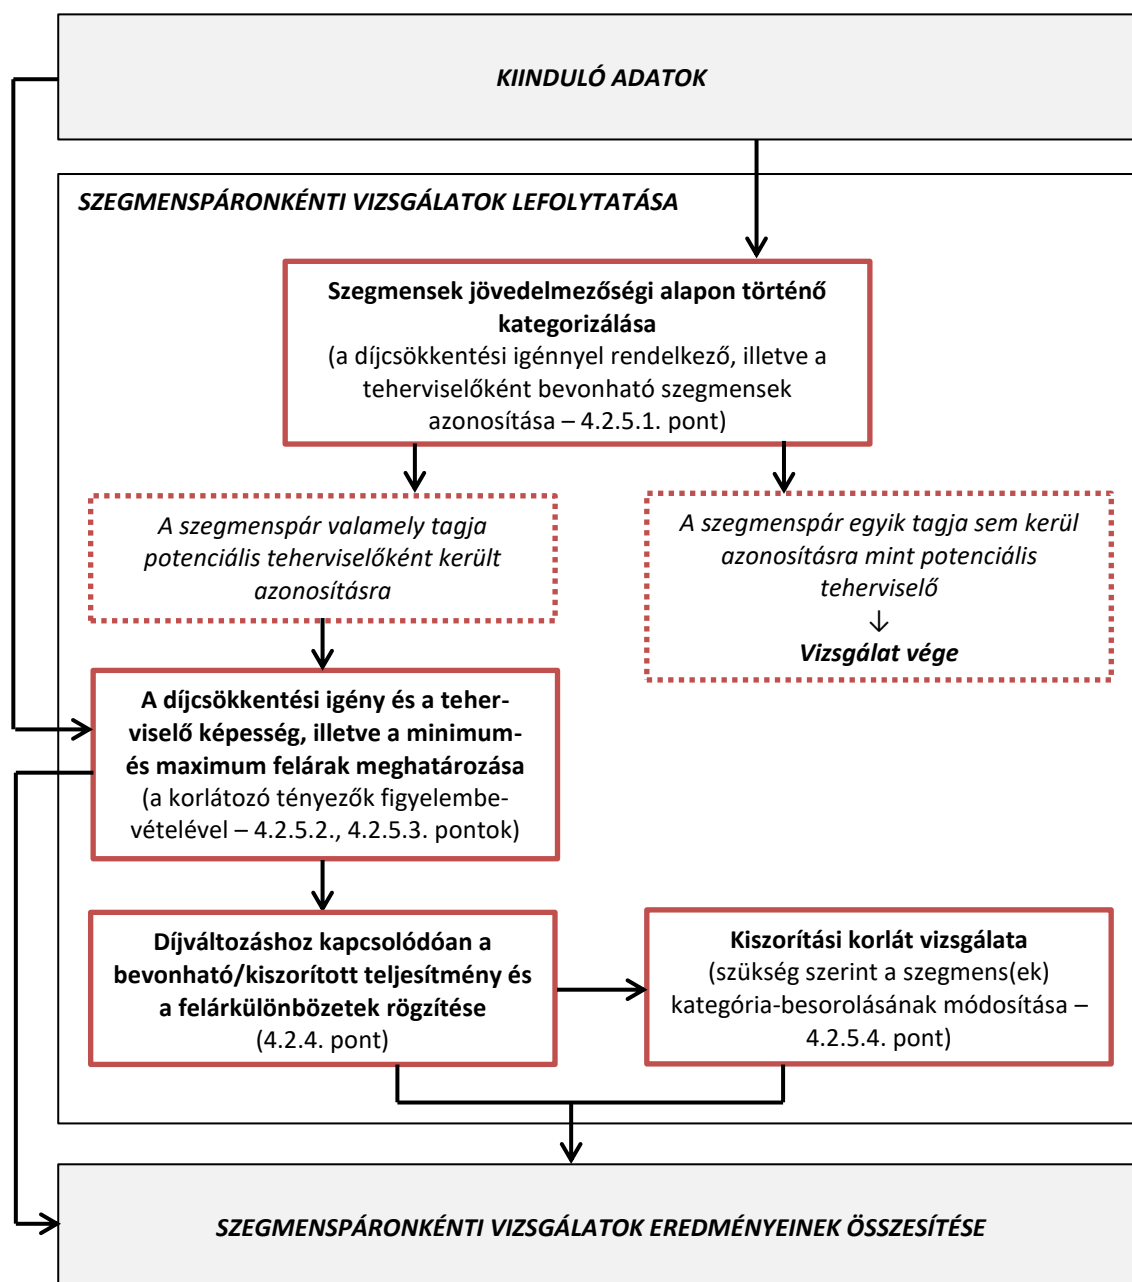 KIINDULÓ ADATOK
SZEGMENSPÁRONKÉNTI VIZSGÁLATOK LEFOLYTATÁSA
Szegmensek jövedelmezőségi alapon történő
kategorizálása
(a díjcsökkentési igénnyel rendelkező, illetve a
teherviselőként bevonható szegmensek
azonosítása – 4.2.5.1. pont)
A szegmenspár valamely tagja
potenciális teherviselőként került
azonosításra
A szegmenspár egyik tagja sem kerül
azonosításra mint potenciális
teherviselő
↓
Vizsgálat vége
A díjcsökkentési igény és a teher-
viselő képesség, illetve a minimum-
és maximum felárak meghatározása
(a korlátozó tényezők figyelembe-
vételével – 4.2.5.2., 4.2.5.3. pontok)
Díjváltozáshoz kapcsolódóan a
bevonható/kiszorított teljesítmény és
a felárkülönbözetek rögzítése
(4.2.4. pont)
Kiszorítási korlát vizsgálata
(szükség szerint a szegmens(ek)
kategória-besorolásának módosítása –
4.2.5.4. pont)
SZEGMENSPÁRONKÉNTI VIZSGÁLATOK EREDMÉNYEINEK ÖSSZESÍTÉSE